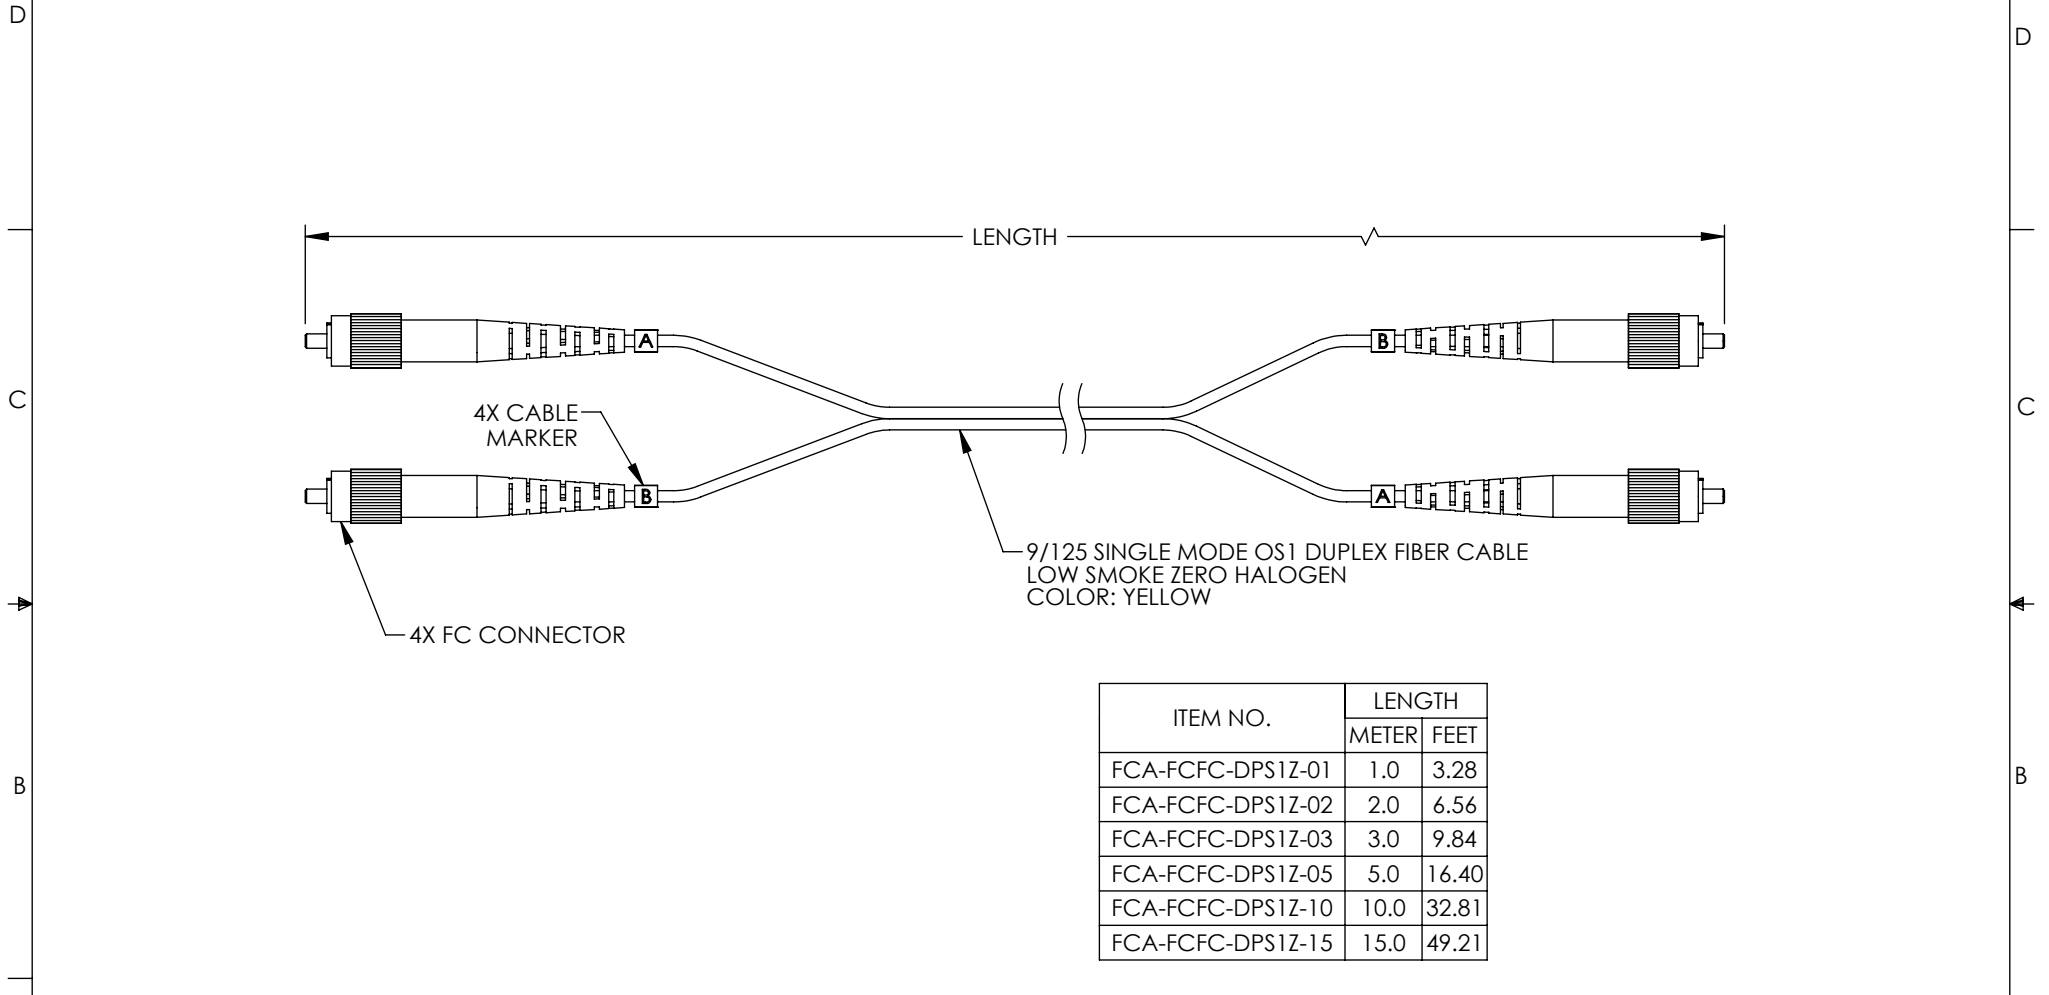 D
D
LENGTH
A
B
C
C
4X CABLE
MARKER
B
A
9/125 SINGLE MODE OS1 DUPLEX FIBER CABLE
LOW SMOKE ZERO HALOGEN
COLOR: YELLOW
4X FC CONNECTOR
ITEM NO. LENGTH
METER FEET
FCA-FCFC-DPS1Z-01 1.0 3.28
B
B
FCA-FCFC-DPS1Z-02 2.0 6.56
FCA-FCFC-DPS1Z-03 3.0 9.84
FCA-FCFC-DPS1Z-05 5.0 16.40
FCA-FCFC-DPS1Z-10 10.0 32.81
FCA-FCFC-DPS1Z-15 15.0 49.21